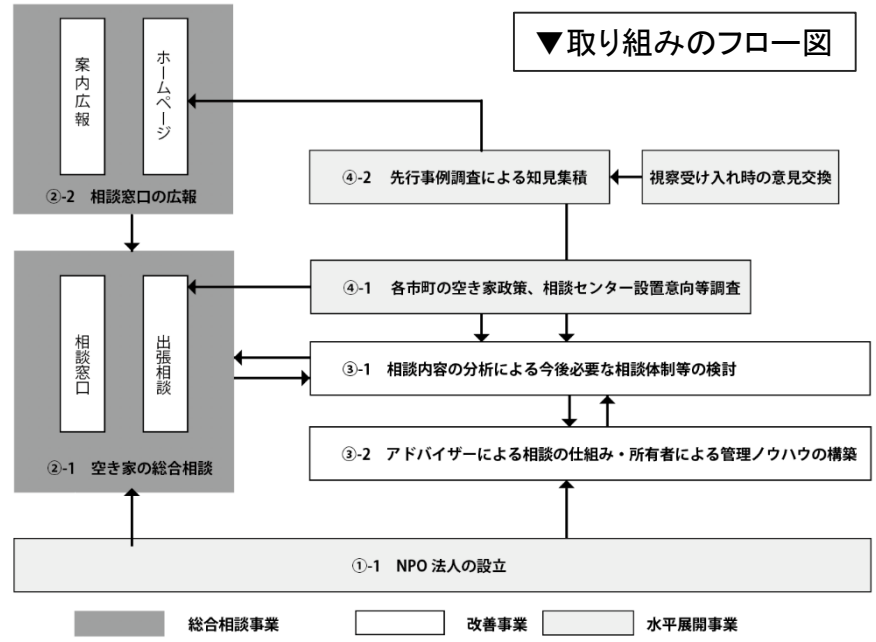 ▼取り組みのフロー図
案内広報
ホームページ
②-2 相談窓口の広報
④-2 先行事例調査による知見集積
視察受け入れ時の意見交換
④-1 各市町の空き家政策、相談センター設置意向等調査
相談窓口
出張相談
②-1 空き家の総合相談
③-1 相談内容の分析による今後必要な相談体制等の検討
③-2 アドバイザーによる相談の仕組み・所有者による管理ノウハウの構築
①-1 NPO 法人の設立
総合相談事業
改善事業
水平展開事業